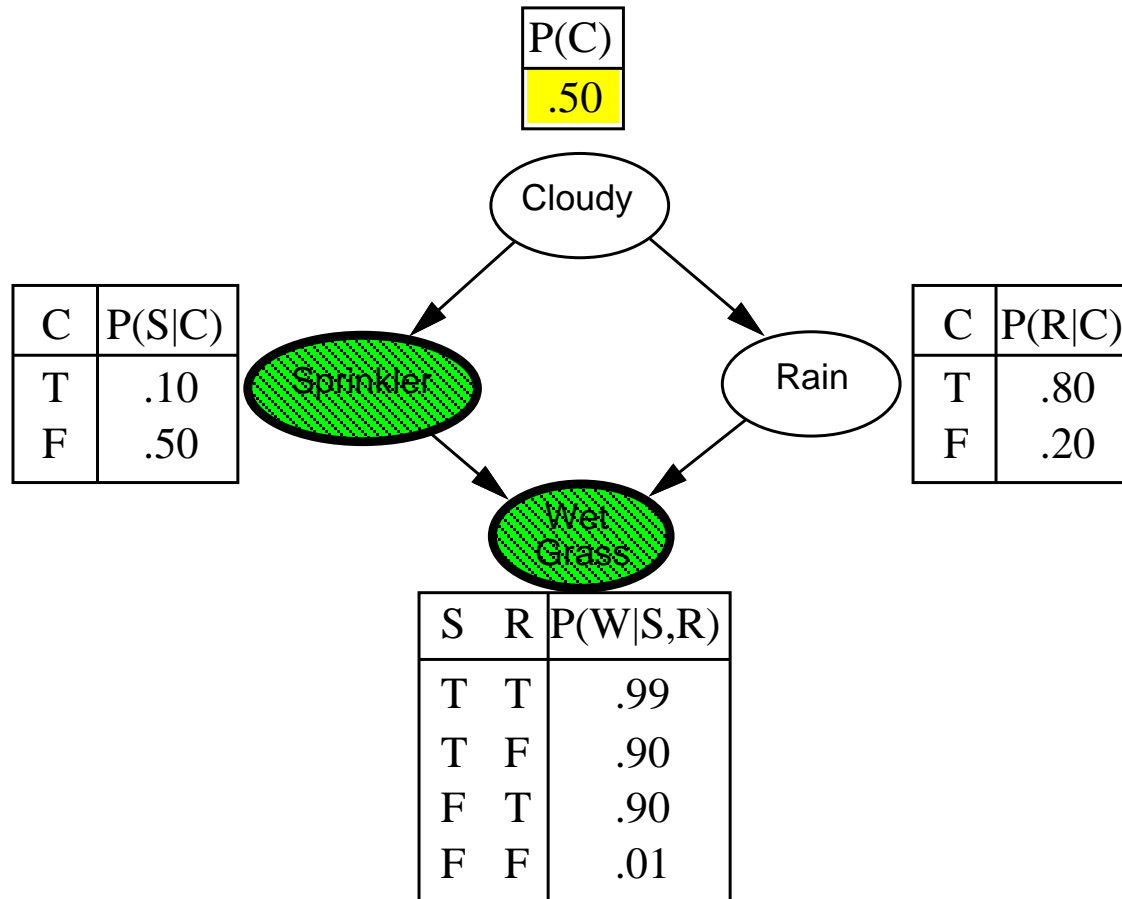 P(C)
.50
Cloudy
C P(S|C)
T .10
F .50
Sprinkler
Rain
C P(R|C)
T .80
F .20
Wet
Grass
S R P(W|S,R)
T T .99
T F .90
F T .90
F F .01